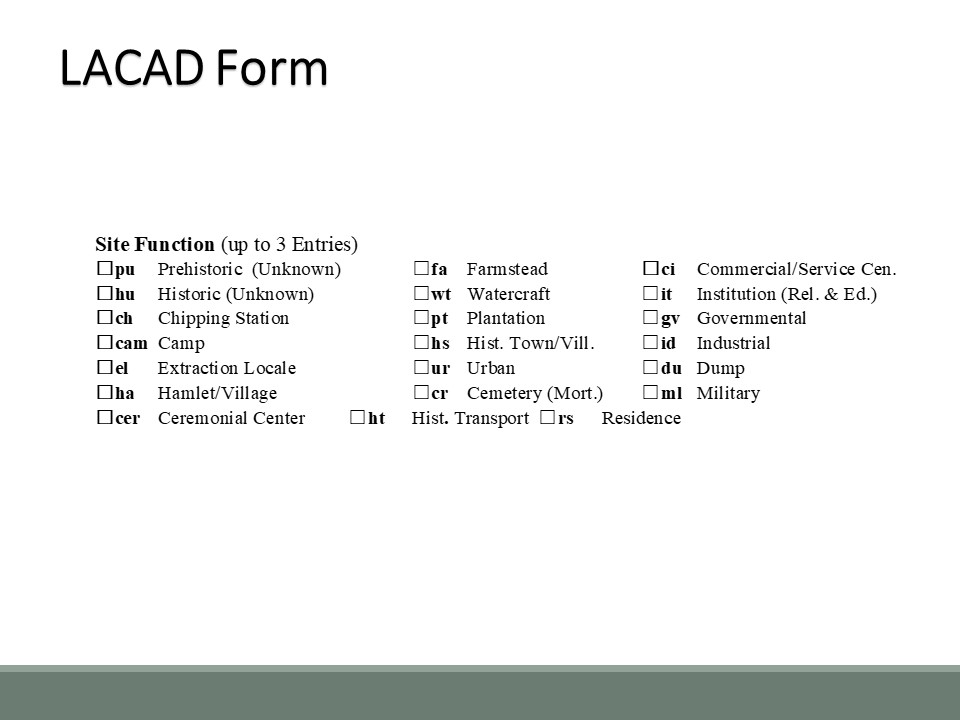 LACAD Form
Site Function (up to 3 Entries)
☐pu Prehistoric (Unknown) ☐fa Farmstead ☐ci Commercial/Service Cen.
☐hu Historic (Unknown) ☐wt Watercraft ☐it Institution (Rel. & Ed.)
☐ch Chipping Station ☐pt Plantation ☐gv Governmental
☐cam Camp ☐hs Hist. Town/Vill. ☐id Industrial
☐el Extraction Locale ☐ur Urban ☐du Dump
☐ha Hamlet/Village ☐cr Cemetery (Mort.) ☐ml Military
☐cer Ceremonial Center ☐ht Hist. Transport ☐rs Residence